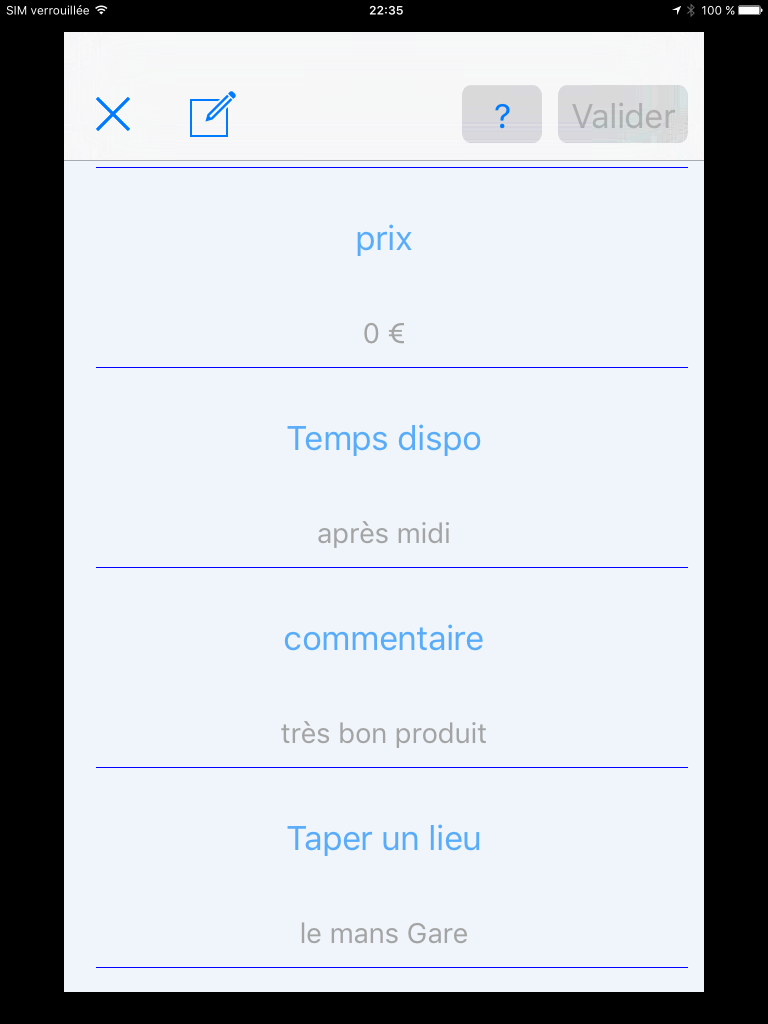 SIM verrouillée 22:35 100 %
? Valider
prix
0 €
Temps dispo
après midi
commentaire
très bon produit
Taper un lieu
le mans Gare